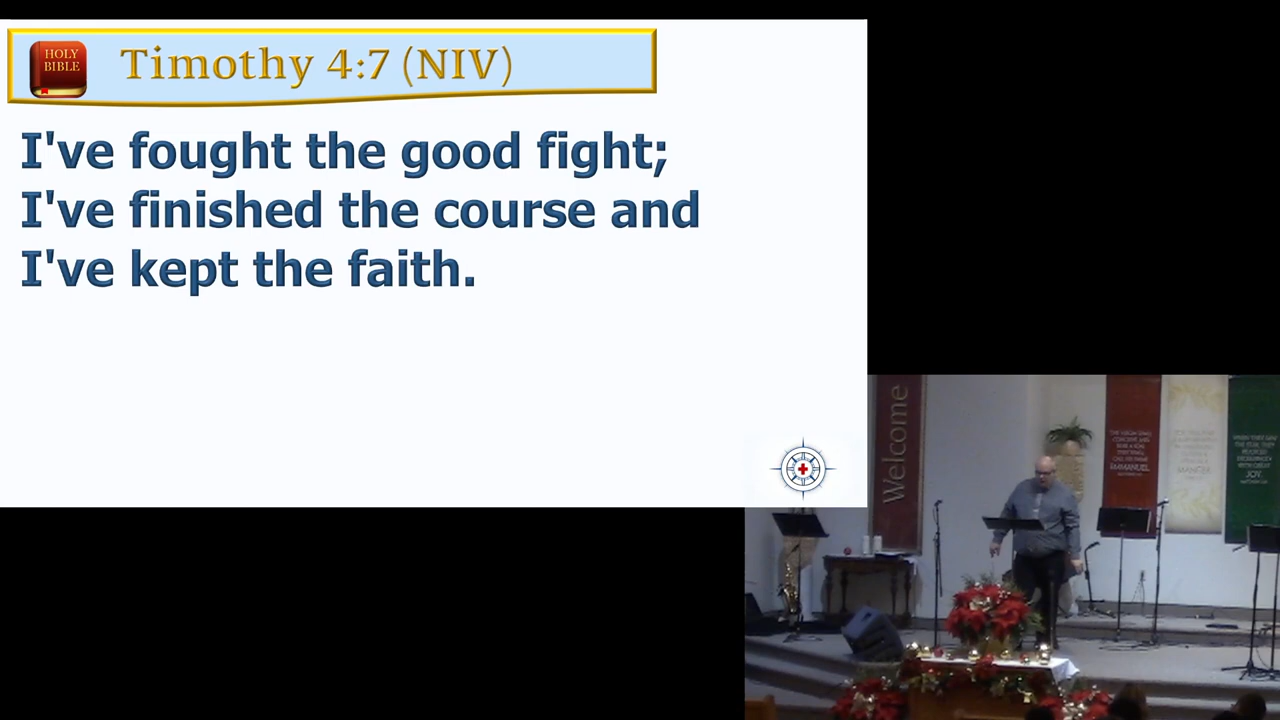 HOLY
BIBLE
Timothy 4:7 (NIV)
I've fought the good fight;
I've finished the course and
I've kept the faith.
Welcome
IMMANUEL
MANGER
JOY